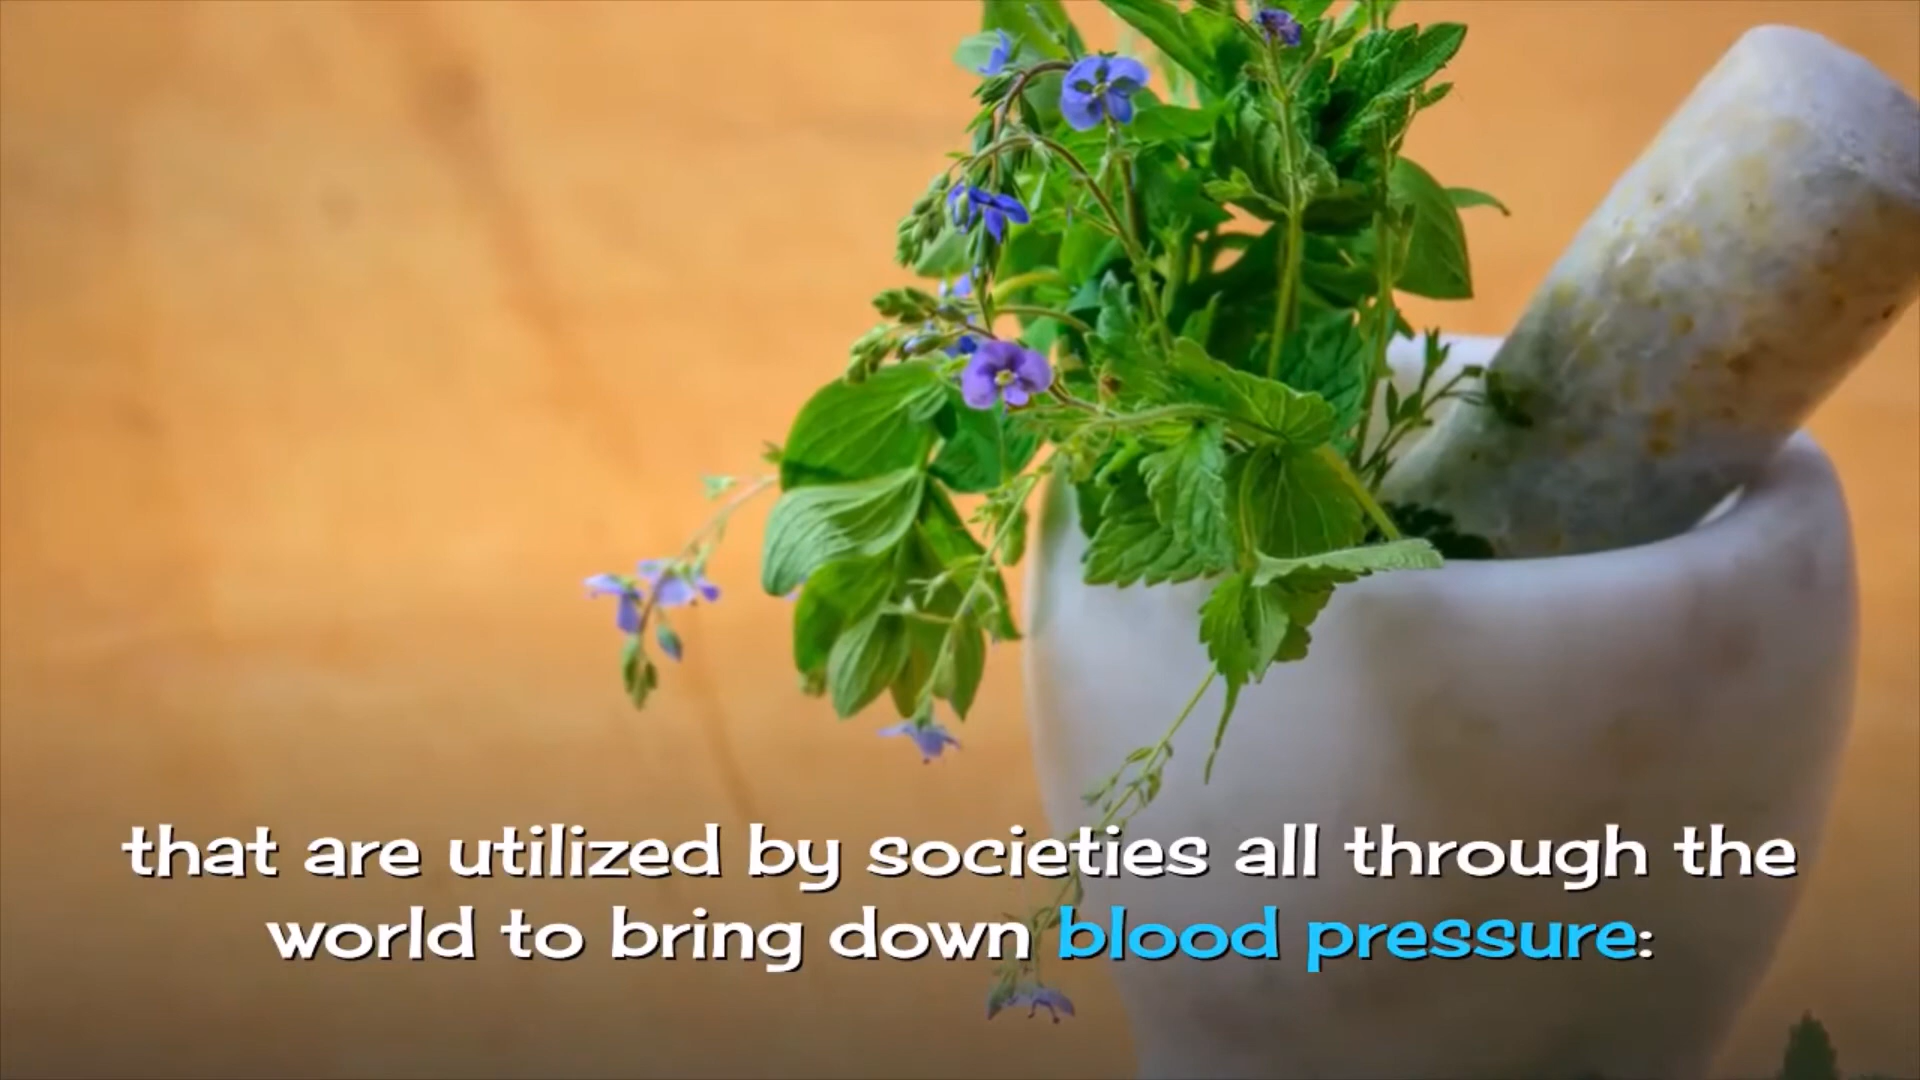 that are utilized by societies all through the
world to bring down blood pressure: